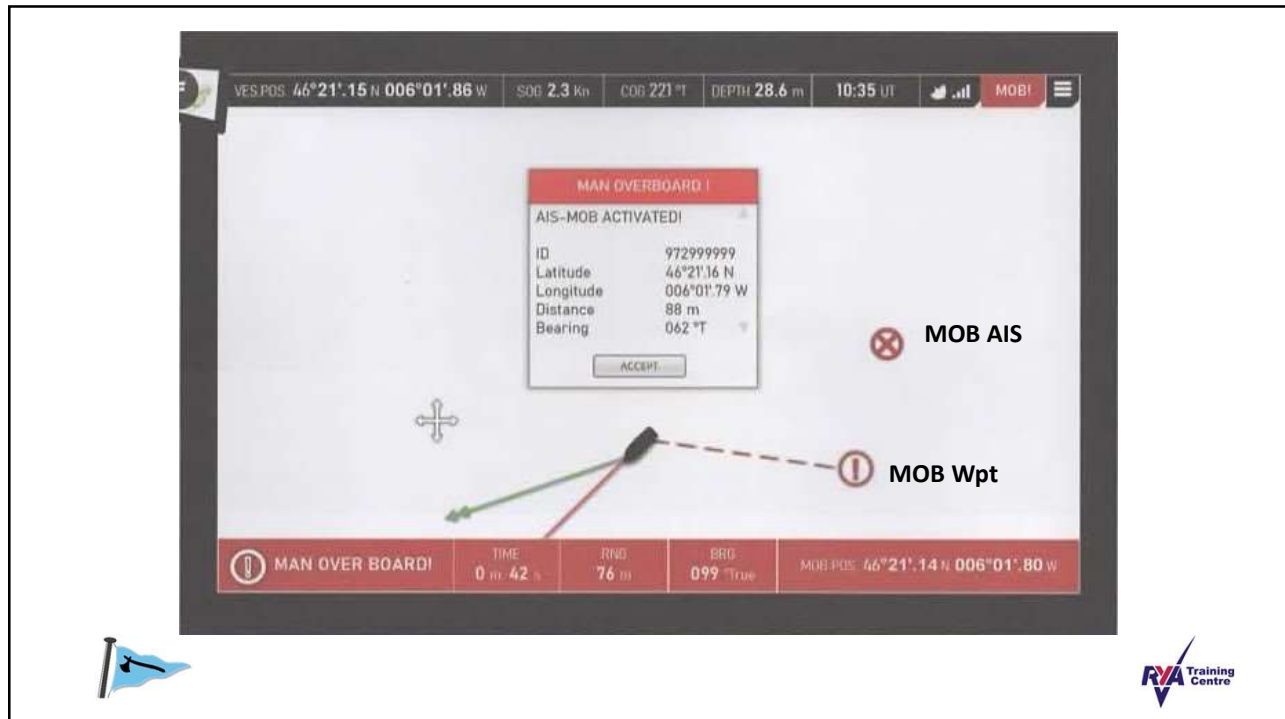 VES.POS. 46°21'.15 N 006°01'.86 W SOG 2.3 Kn COG 221 °T DEPTH 28.6 m 10:35 UT MOB!
MAN OVERBOARD !
AIS-MOB ACTIVATED!
ID 972999999
Latitude 46°21'.16 N
Longitude 006°01'.79 W
Distance 88 m
Bearing 062 °T
ACCEPT
MOB AIS
MOB Wpt
MAN OVER BOARD!
TIME
0 m 42 s
RNG
76 m
BRG
099 °True
MOB POS. 46°21'.14 N 006°01'.80 W
RYA Training
Centre